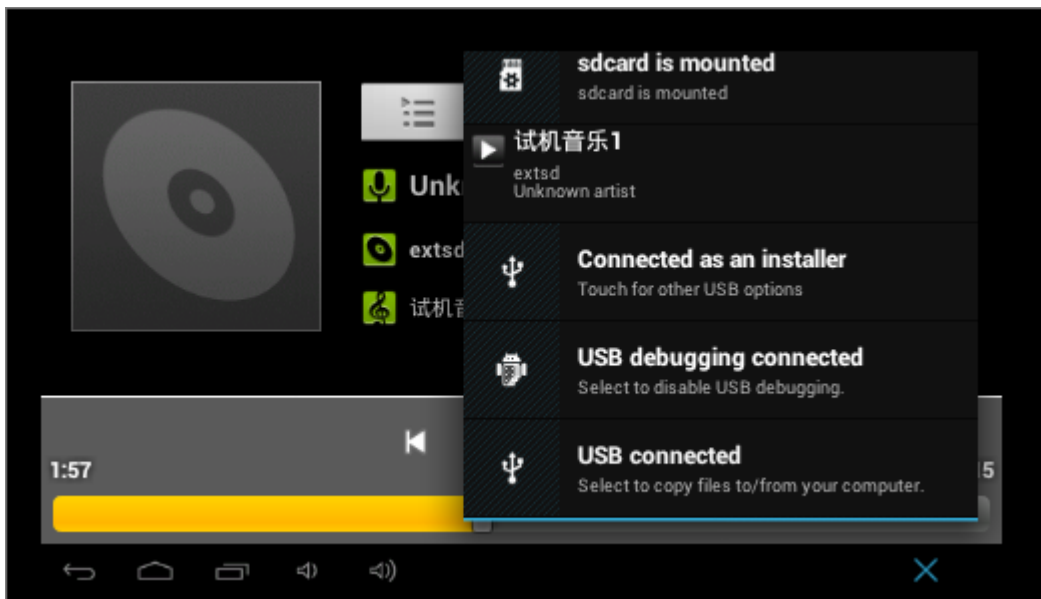 sdcard is mounted
sdcard is mounted
试机音乐1
extsd
Unknown artist
Unk
extsd
试机
Connected as an installer
Touch for other USB options
USB debugging connected
Select to disable USB debugging.
USB connected
Select to copy files to/from your computer.
1:57
5